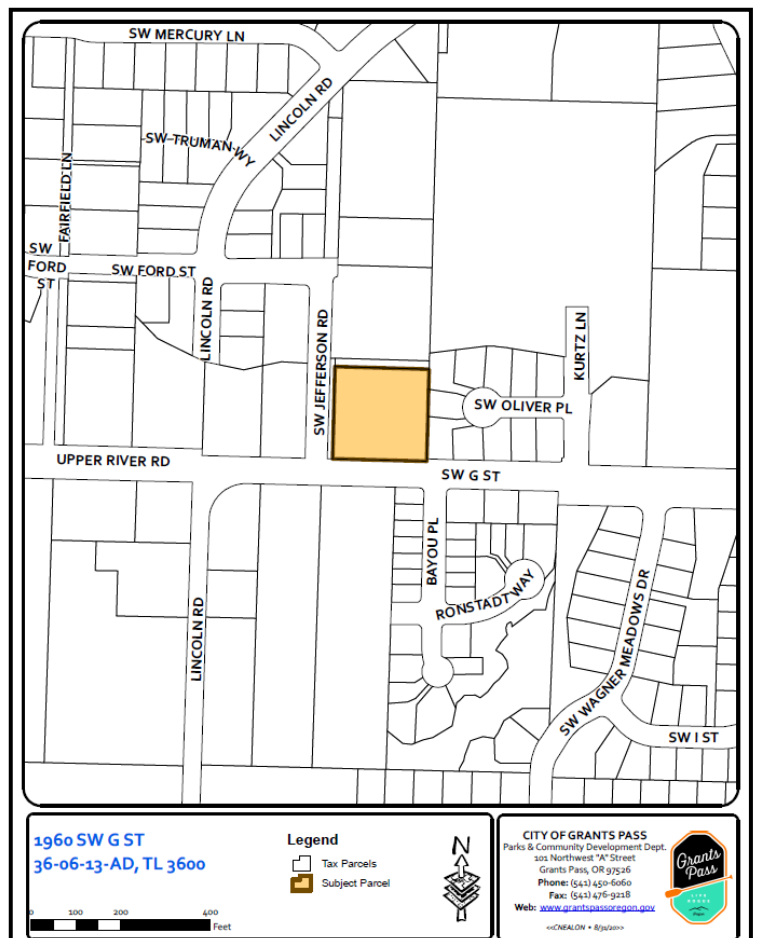 SW MERCURY LN
LINCOLN RD
SW TRUMAN WY
FAIRFIELD LN
SW
FORD
ST
SW FORD ST
LINCOLN RD
SW JEFFERSON RD
KURTZ LN
SW OLIVER PL
UPPER RIVER RD
SW G ST
BAYOU PL
RONSTADT WAY
LINCOLN RD
SW WAGNER MEADOWS DR
SW I ST
1960 SW G ST
36-06-13-AD, TL 3600
Legend
Tax Parcels
Subject Parcel
N
0 100 200 400
Feet
CITY OF GRANTS PASS
Parks & Community Development Dept.
101 Northwest "A" Street
Grants Pass, OR 97526
Phone: (541) 450-6060
Fax: (541) 476-9218
Web: www.grantspassoregon.gov
<<CNEALON • 8/31/20>>
Grants
Pass